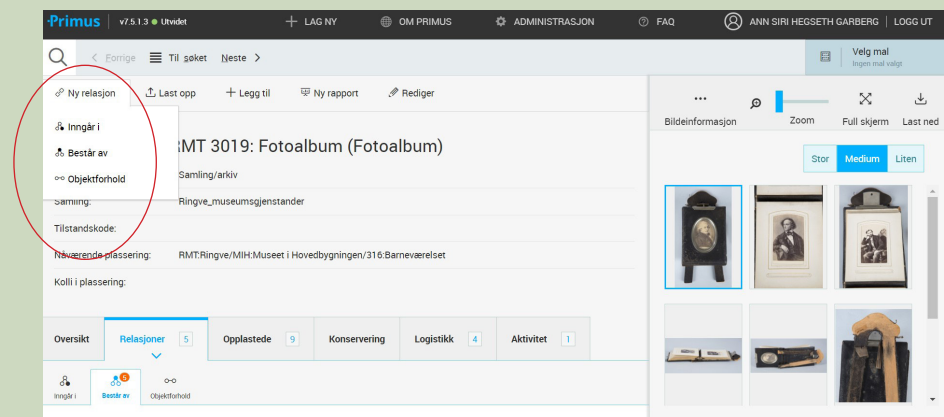 Primus v7.5.1.3 Utvidet LAG NY OM PRIMUS ADMINISTRASJON FAQ ANN SIRI HEGSETH GARBERG | LOGG UT
Forrige Til søket Neste Velg mal
Ingen mal valgt
Ny relasjon Last opp Legg til Ny rapport Rediger
Inngår i
Består av
Objektforhold
RMT 3019: Fotoalbum (Fotoalbum)
Samling/arkiv
Samling: Ringve_museumsgjenstander
Tilstandskode:
Nåværende plassering: RMT:Ringve/MIH:Museet i Hovedbygningen/316:Barneværelset
Kolli i plassering:
Oversikt Relasjoner 5 Opplastede 9 Konservering Logistikk 4 Aktivitet 1
Inngår i Består av 5 Objektforhold
Bildeinformasjon Zoom Full skjerm Last ned
Stor Medium Liten